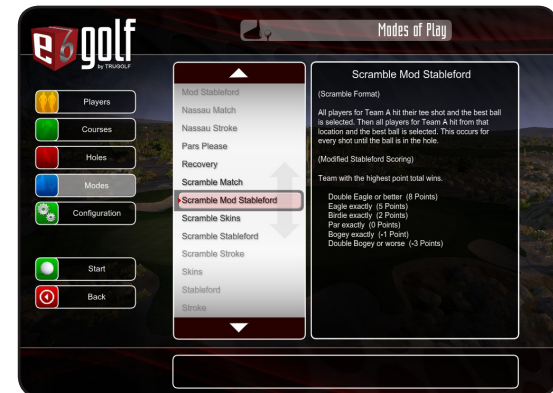 e6 golf
by TRUGOLF
Modes of Play
Players
Courses
Holes
Modes
Configuration
Start
Back
Mod Stableford
Nassau Match
Nassau Stroke
Pars Please
Recovery
Scramble Match
Scramble Mod Stableford
Scramble Skins
Scramble Stableford
Scramble Stroke
Skins
Stableford
Stroke
Scramble Mod Stableford
(Scramble Format)
All players for Team A hit their tee shot and the best ball
is selected. Then all players for Team A hit from that
location and the best ball is selected. This occurs for
every shot until the ball is in the hole.
(Modified Stableford Scoring)
Team with the highest point total wins.
Double Eagle or better (8 Points)
Eagle exactly (5 Points)
Birdie exactly (2 Points)
Par exactly (0 Points)
Bogey exactly (-1 Point)
Double Bogey or worse (-3 Points)